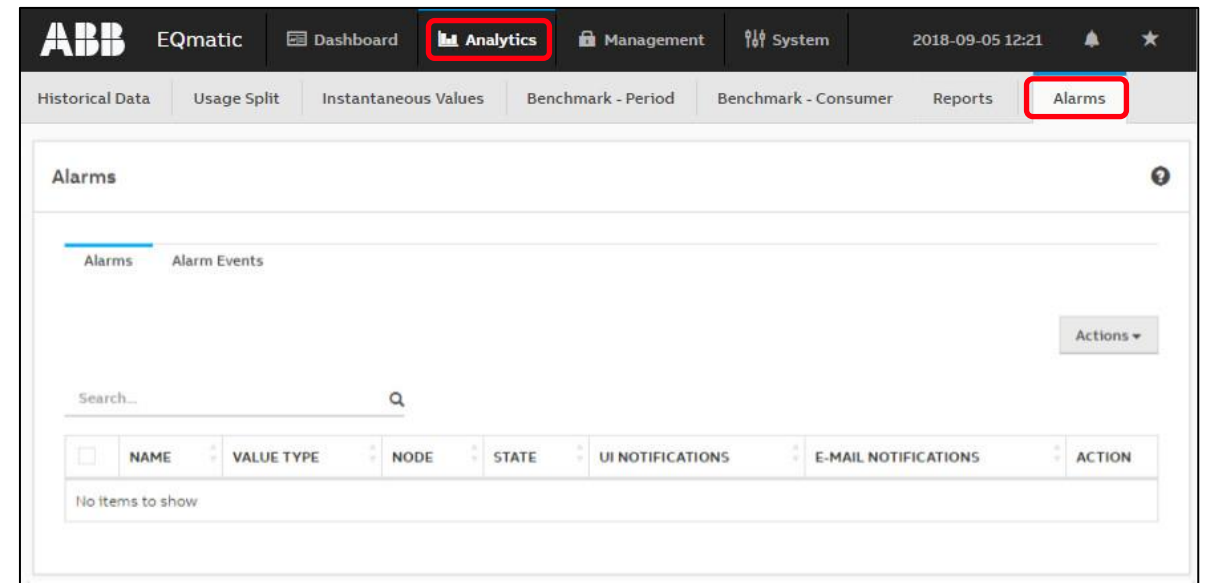 ABB EQmatic Dashboard Analytics Management System 2018-09-05 12:21
Historical Data Usage Split Instantaneous Values Benchmark - Period Benchmark - Consumer Reports Alarms
Alarms
Alarms Alarm Events
Actions
Search...
NAME VALUE TYPE NODE STATE UI NOTIFICATIONS E-MAIL NOTIFICATIONS ACTION
No items to show